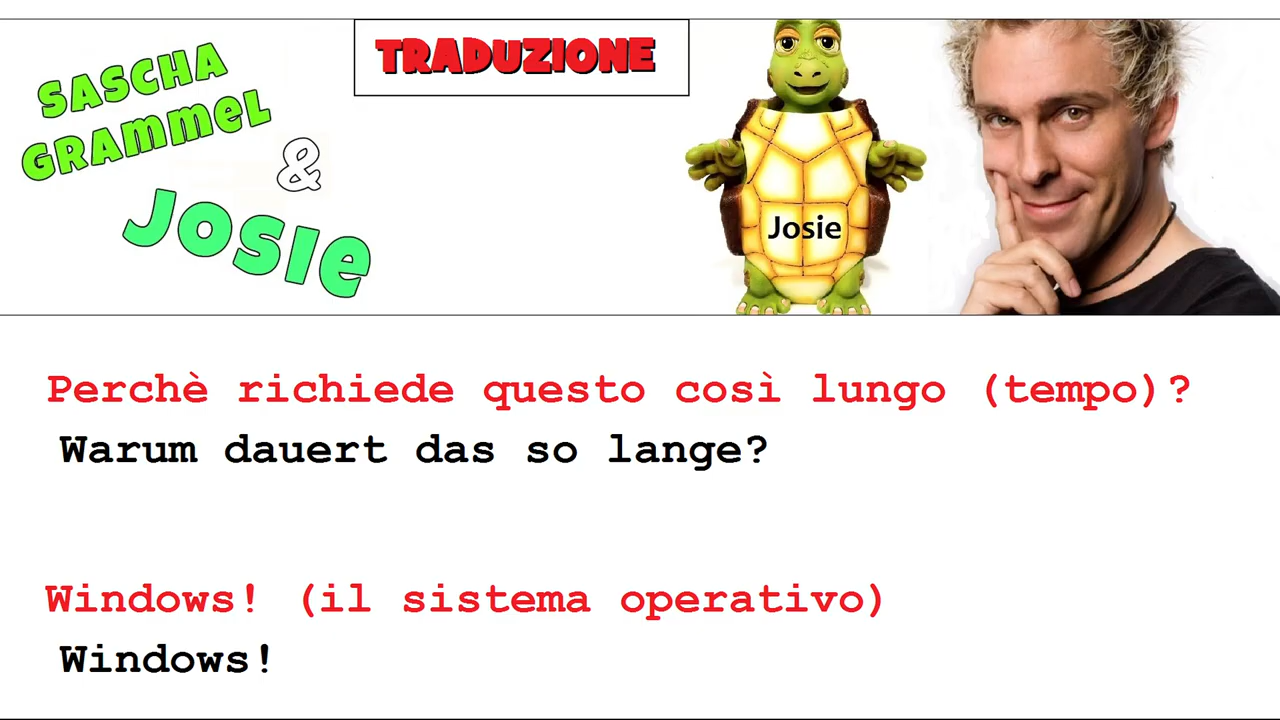 SASCHA
GRAMMEL
&
JOSIE
TRADUZIONE
Josie
Perchè richiede questo così lungo (tempo)?
Warum dauert das so lange?
Windows! (il sistema operativo)
Windows!